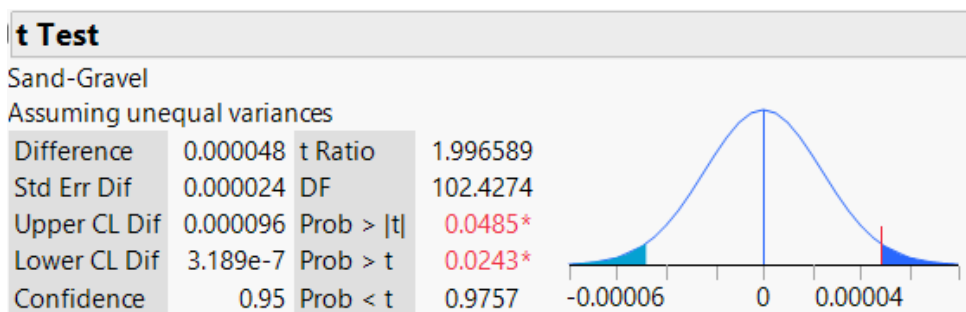 t Test
Sand-Gravel
Assuming unequal variances
Difference 0.000048 t Ratio 1.996589
Std Err Dif 0.000024 DF 102.4274
Upper CL Dif 0.000096 Prob > |t| 0.0485*
Lower CL Dif 3.189e-7 Prob > t 0.0243*
Confidence 0.95 Prob < t 0.9757
-0.00006 0 0.00004